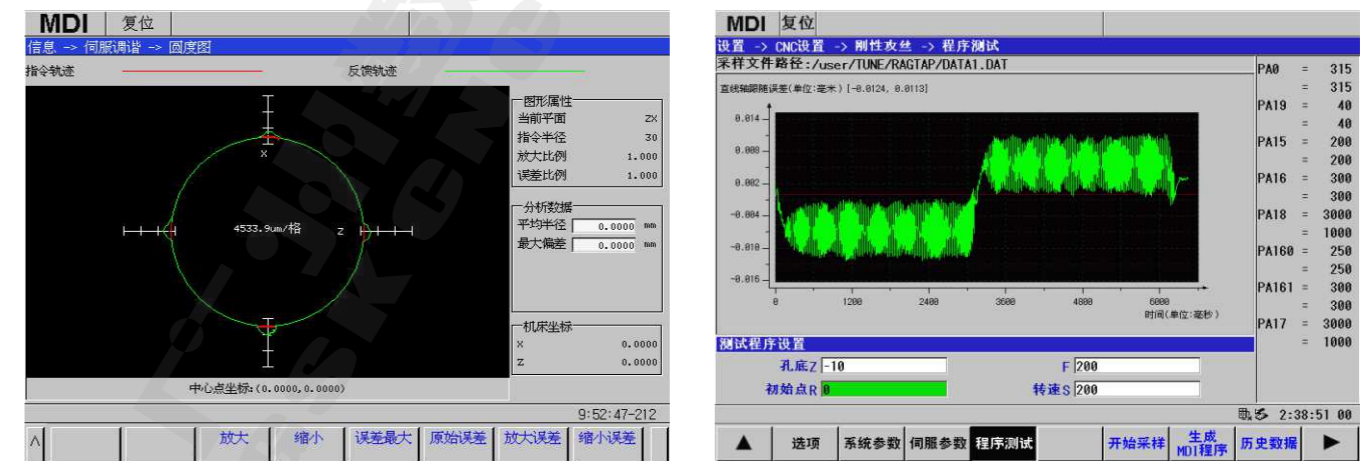 MDI 复位
信息 -> 伺服调谐 -> 圆度图
指令轨迹 反馈轨迹
X
4533.9um/格
Z
中心点坐标:(0.0000,0.0000)
图形属性
当前平面 ZX
指令半径 30
放大比例 1.000
误差比例 1.000
分析数据
平均半径 0.0000 mm
最大偏差 0.0000 mm
机床坐标
X 0.0000
Z 0.0000
9:52:47-212
放大 缩小 误差最大 原始误差 放大误差 缩小误差
MDI 复位
设置 -> CNC设置 -> 刚性攻丝 -> 程序测试
采样文件路径:/user/TUNE/RAGTAP/DATA1.DAT
直线轴跟随误差(单位:毫米) [-0.0124, 0.0113]
0.014
0.008
0.002
-0.004
-0.010
-0.016
0 1200 2400 3600 4800 6000
时间(单位:毫秒)
PA0 = 315
= 315
PA19 = 40
= 40
PA15 = 200
= 200
PA16 = 300
= 300
PA18 = 3000
= 1000
PA160 = 250
= 250
PA161 = 300
= 300
PA17 = 3000
= 1000
测试程序设置
孔底Z -10 F 200
初始点R 0 转速S 200
2:38:51 00
选项 系统参数 伺服参数 程序测试 开始采样 生成 历史数据
MDI程序